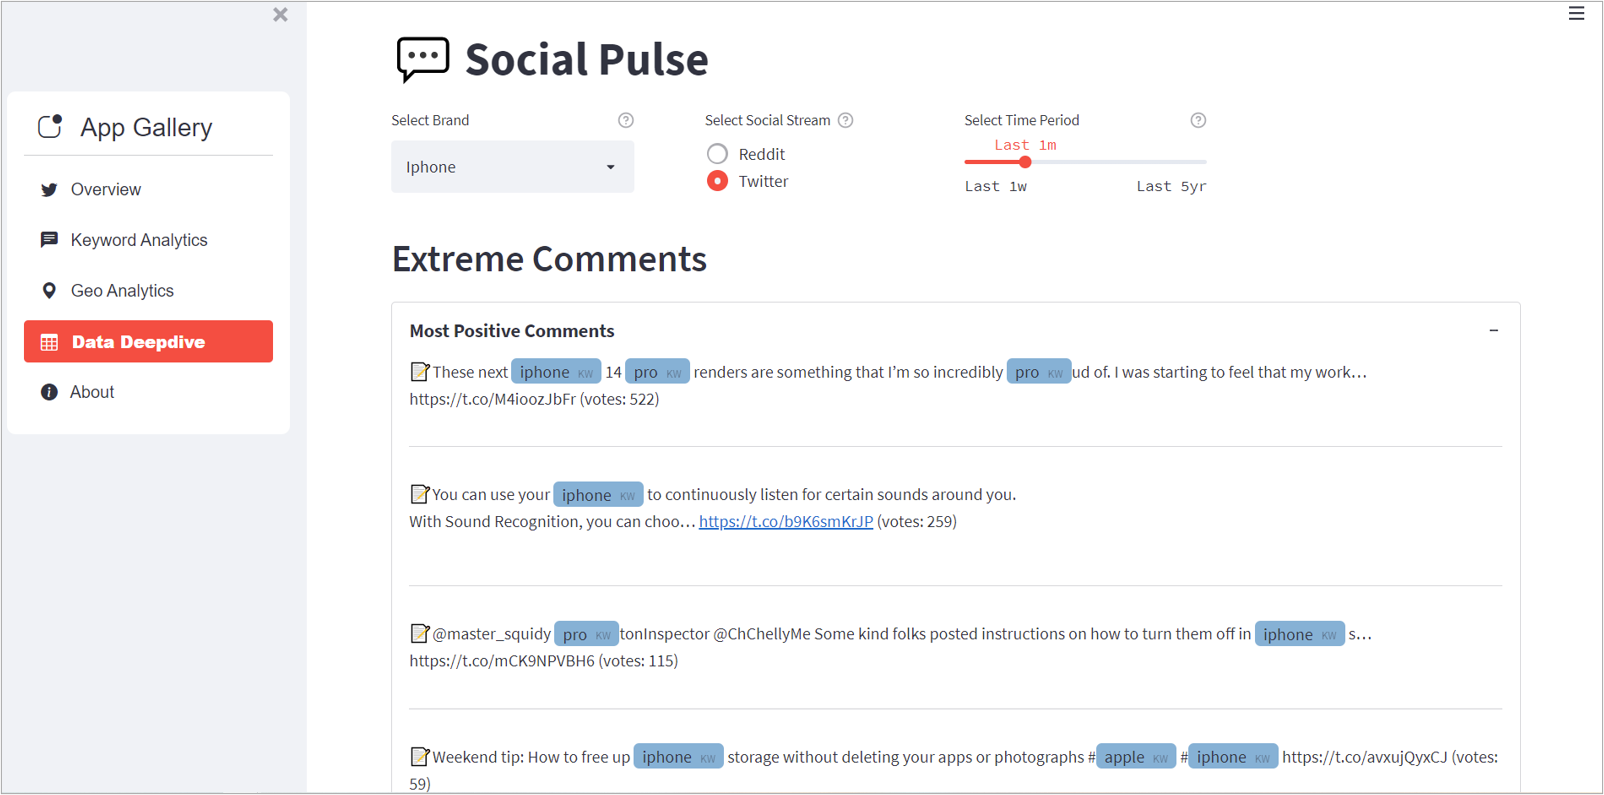 App Gallery
Overview
Keyword Analytics
Geo Analytics
Data Deepdive
About
Social Pulse
Select Brand
Iphone
Select Social Stream
Reddit
Twitter
Select Time Period
Last 1m
Last 1w Last 5yr
Extreme Comments
Most Positive Comments
These next iphone KW 14 pro KW renders are something that I'm so incredibly pro KW ud of. I was starting to feel that my work…
https://t.co/M4ioozJbFr (votes: 522)
You can use your iphone KW to continuously listen for certain sounds around you.
With Sound Recognition, you can choo… https://t.co/b9K6smKrJP (votes: 259)
@master_squidy pro KW tonInspector @ChChellyMe Some kind folks posted instructions on how to turn them off in iphone KW s…
https://t.co/mCK9NPVBH6 (votes: 115)
Weekend tip: How to free up iphone KW storage without deleting your apps or photographs # apple KW # iphone KW https://t.co/avxujQyxCJ (votes:
59)